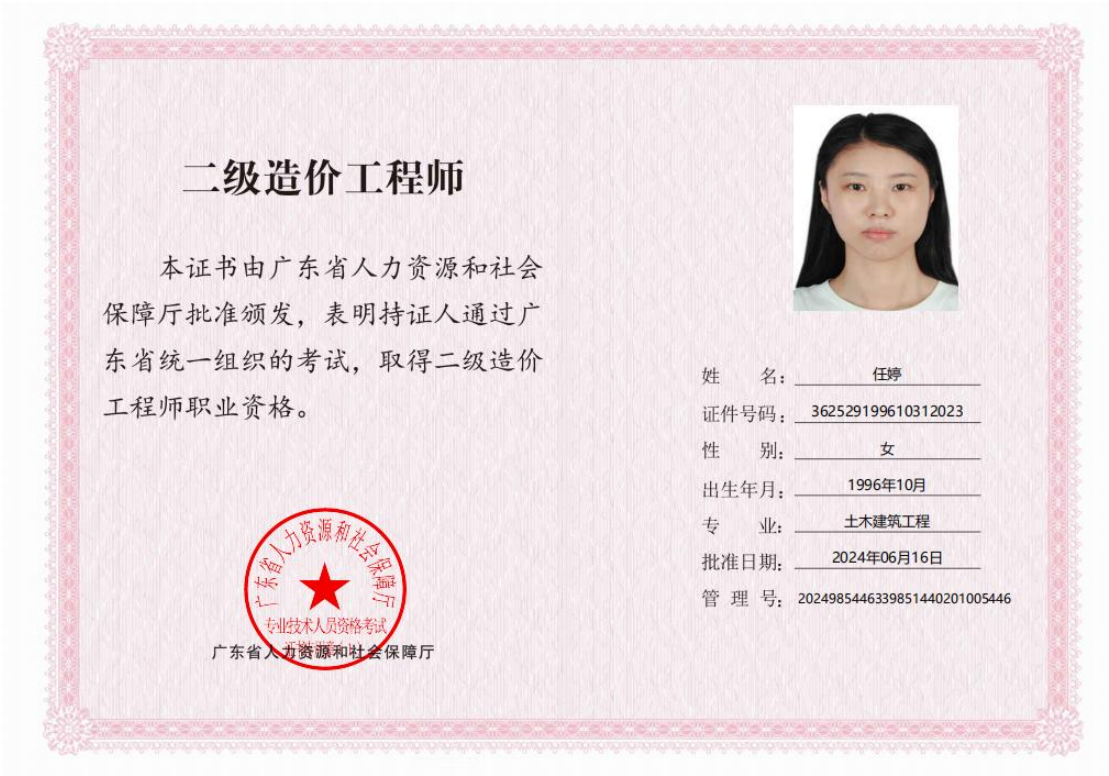 二级造价工程师
本证书由广东省人力资源和社会
保障厅批准颁发，表明持证人通过广
东省统一组织的考试，取得二级造价
工程师职业资格。
广东省人力资源和社会保障厅
专业技术人员资格考试
广东省人力资源和社会保障厅
姓 名：任婷
证件号码：362529199610312023
性 别：女
出生年月：1996年10月
专 业：土木建筑工程
批准日期：2024年06月16日
管 理 号：2024985446339851440201005446